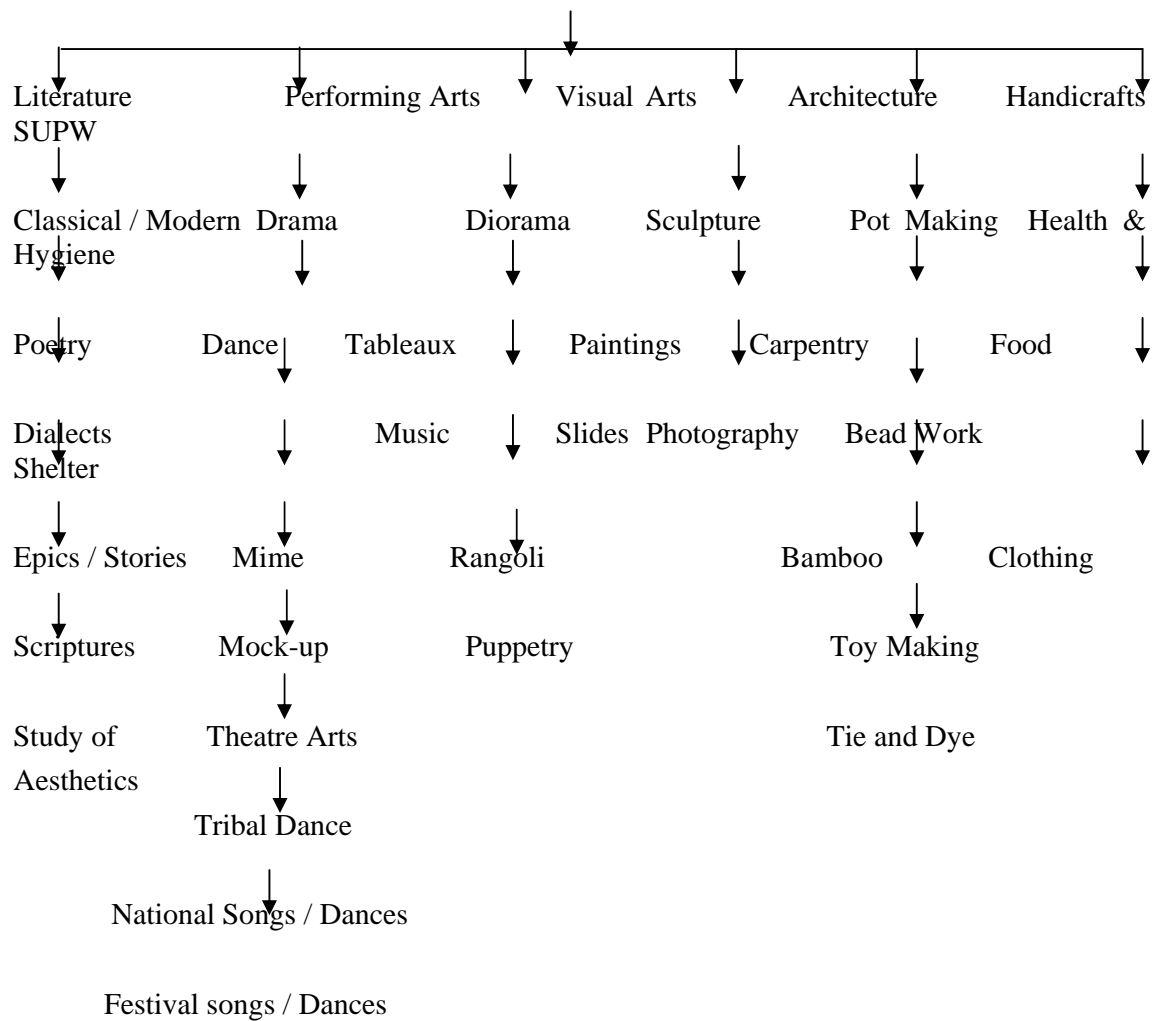 Literature Performing Arts Visual Arts Architecture Handicrafts
SUPW
Classical / Modern Drama Diorama Sculpture Pot Making Health &
Hygiene
Poetry Dance Tableaux Paintings Carpentry Food
Dialects Music Slides Photography Bead Work
Shelter
Epics / Stories Mime Rangoli Bamboo Clothing
Scriptures Mock-up Puppetry Toy Making
Study of Theatre Arts Tie and Dye
Aesthetics
Tribal Dance
National Songs / Dances
Festival songs / Dances